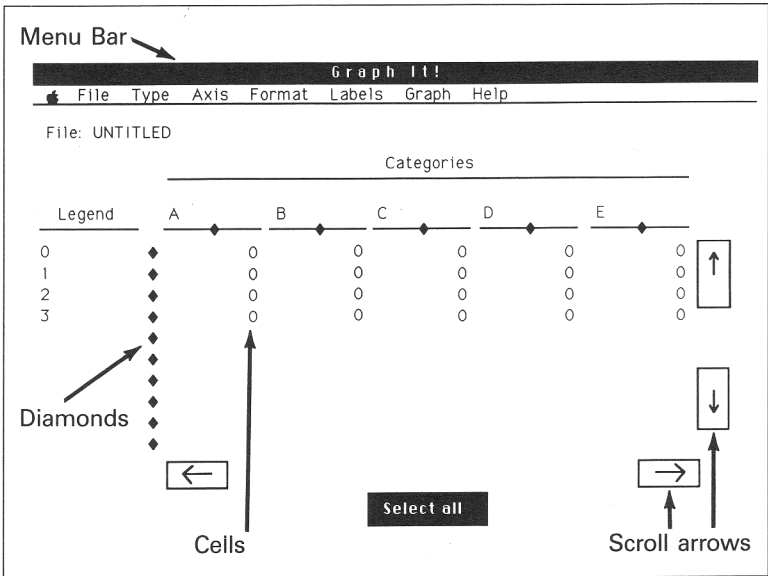 Menu Bar
Graph It!
File Type Axis Format Labels Graph Help
File: UNTITLED
Categories
Legend A B C D E
0 0 0 0 0 0
1 0 0 0 0 0
2 0 0 0 0 0
3 0 0 0 0 0
Diamonds
Select all
Cells
Scroll arrows